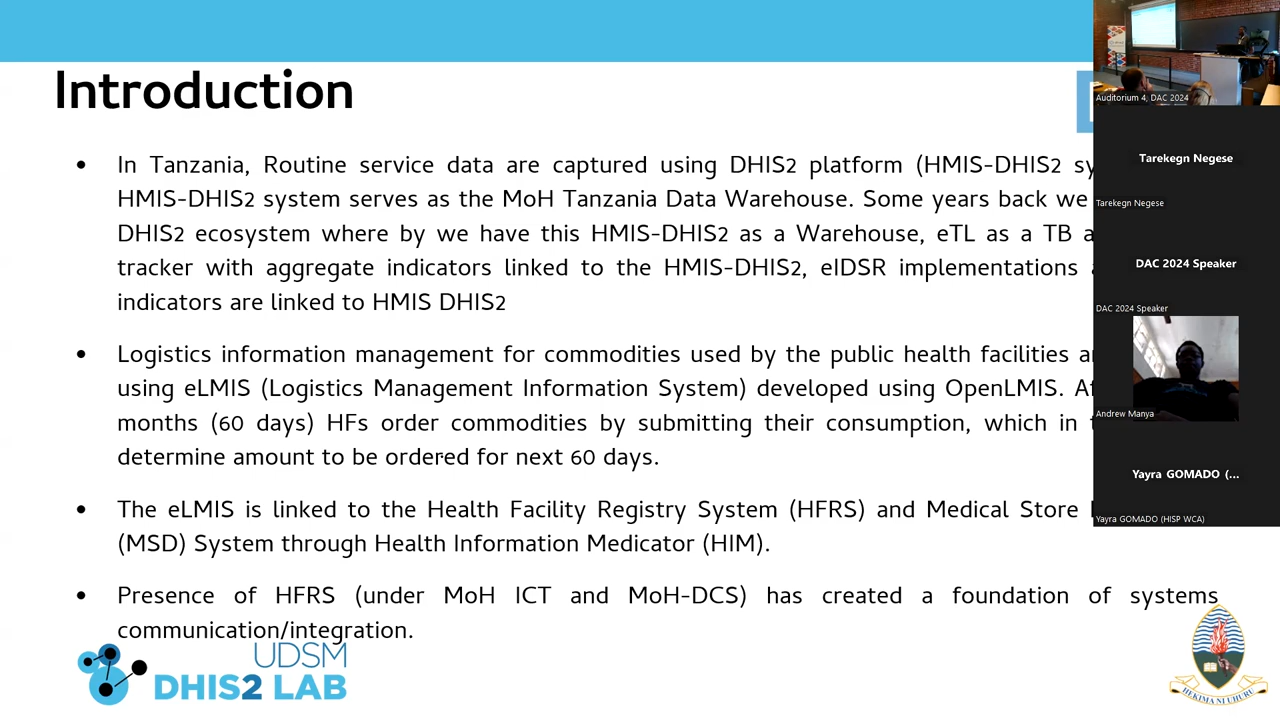 Introduction
• In Tanzania, Routine service data are captured using DHIS2 platform (HMIS-DHIS2
HMIS-DHIS2 system serves as the MoH Tanzania Data Warehouse. Some years back we
DHIS2 ecosystem where by we have this HMIS-DHIS2 as a Warehouse, eTL as a TB
tracker with aggregate indicators linked to the HMIS-DHIS2, eIDSR implementations
indicators are linked to HMIS DHIS2
• Logistics information management for commodities used by the public health facilities
using eLMIS (Logistics Management Information System) developed using OpenLMIS.
months (60 days) HFs order commodities by submitting their consumption, which in
determine amount to be ordered for next 60 days.
• The eLMIS is linked to the Health Facility Registry System (HFRS) and Medical Store
(MSD) System through Health Information Medicator (HIM).
• Presence of HFRS (under MoH ICT and MoH-DCS) has created a foundation of systems
communication/integration.
UDSM
DHIS2 LAB
HEKIMA NI UHURU
Auditorium 4, DAC 2024
Tarekegn Negese
Tarekegn Negese
DAC 2024 Speaker
DAC 2024 Speaker
Andrew Manya
Yayra GOMADO (...
Yayra GOMADO (HISP WCA)